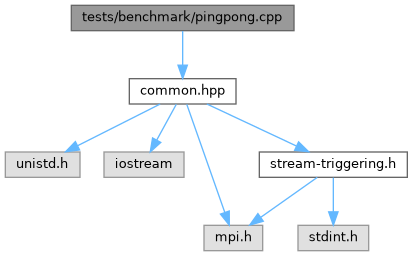 tests/benchmark/pingpong.cpp
common.hpp
unistd.h
iostream
stream-triggering.h
mpi.h
stdint.h